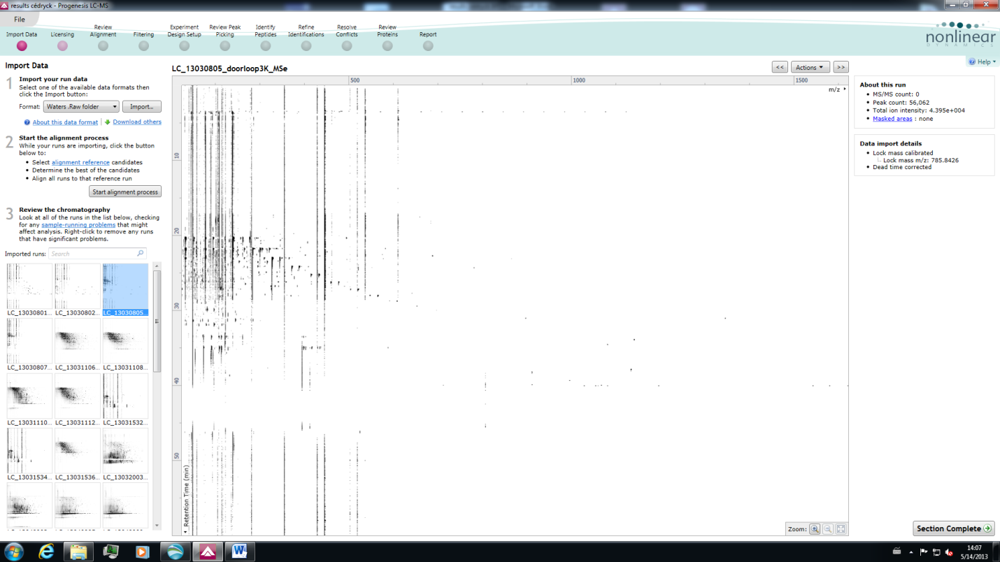 results cédryck - Progenesis LC-MS
File
Import Data
Licensing
Review Alignment
Filtering
Experiment Design Setup
Review Peak Picking
Identify Peptides
Refine Identifications
Resolve Conflicts
Review Proteins
Report
nonlinear
DYNAMICS
Help
Import Data
1 Import your run data
Select one of the available data formats then
click the Import button:
Format: Waters .Raw folder Import...
About this data format Download others
2 Start the alignment process
While your runs are importing, click the button
below to:
• Select alignment reference candidates
• Determine the best of the candidates
• Align all runs to that reference run
Start alignment process
3 Review the chromatography
Look at all of the runs in the list below, checking
for any sample-running problems that might
affect analysis. Right-click to remove any runs
that have significant problems.
Imported runs: Search
LC_13030801... LC_13030802... LC_13030805...
LC_13030807... LC_13031106... LC_13031108...
LC_13031110... LC_13031112... LC_13031532...
LC_13031534... LC_13031536... LC_13032003...
LC_13030805_doorloop3K_MSe
<< Actions >>
500 1000 1500
m/z
10
20
30
40
50
Retention Time (min)
Zoom:
About this run
• MS/MS count: 0
• Peak count: 56,062
• Total ion intensity: 4.395e+004
• Masked areas : none
Data import details
• Lock mass calibrated
Lock mass m/z: 785.8426
• Dead time corrected
Section Complete
14:07
5/14/2013